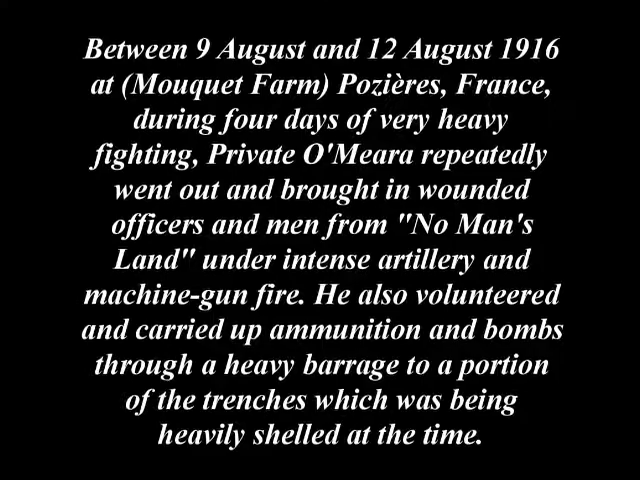 Between 9 August and 12 August 1916
at (Mouquet Farm) Pozières, France,
during four days of very heavy
fighting, Private O'Meara repeatedly
went out and brought in wounded
officers and men from "No Man's
Land" under intense artillery and
machine-gun fire. He also volunteered
and carried up ammunition and bombs
through a heavy barrage to a portion
of the trenches which was being
heavily shelled at the time.